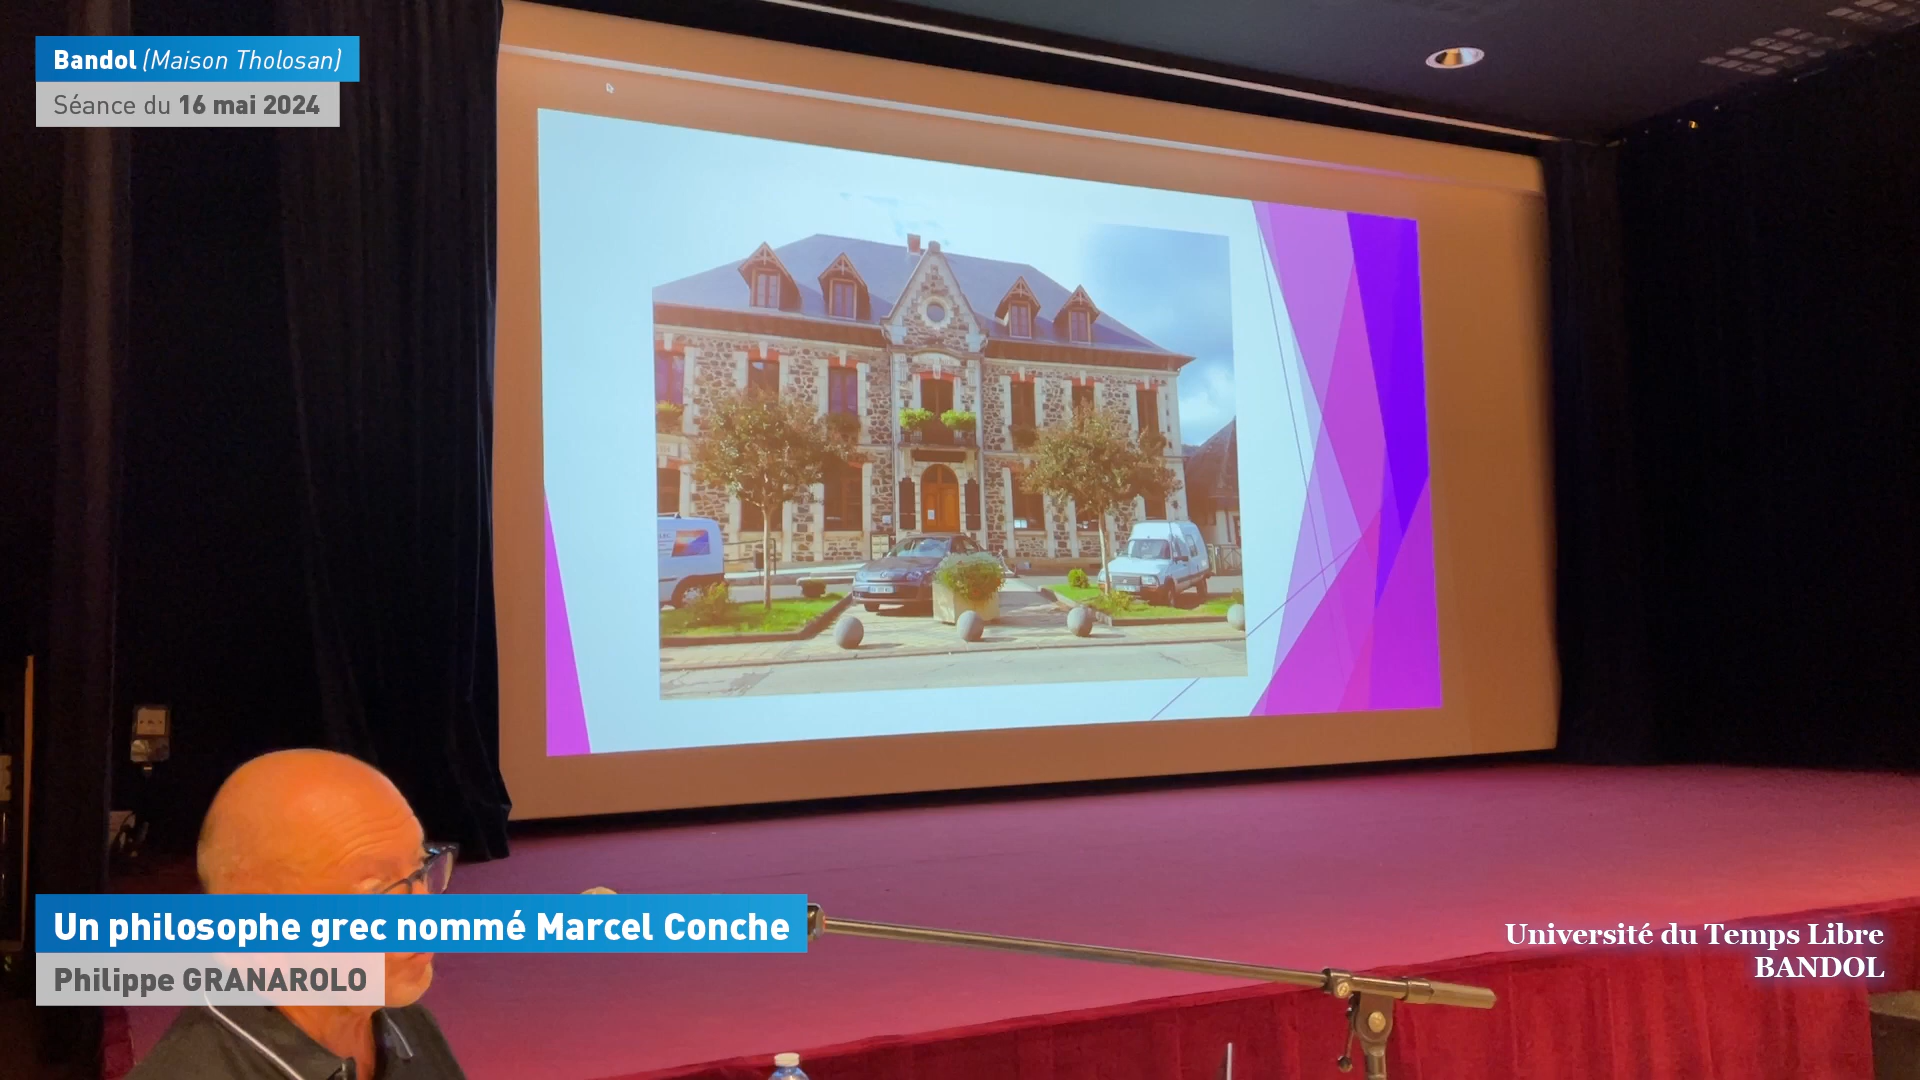 Bandol (Maison Tholosan)
Séance du 16 mai 2024
Un philosophe grec nommé Marcel Conche
Philippe GRANAROLO
Université du Temps Libre
BANDOL